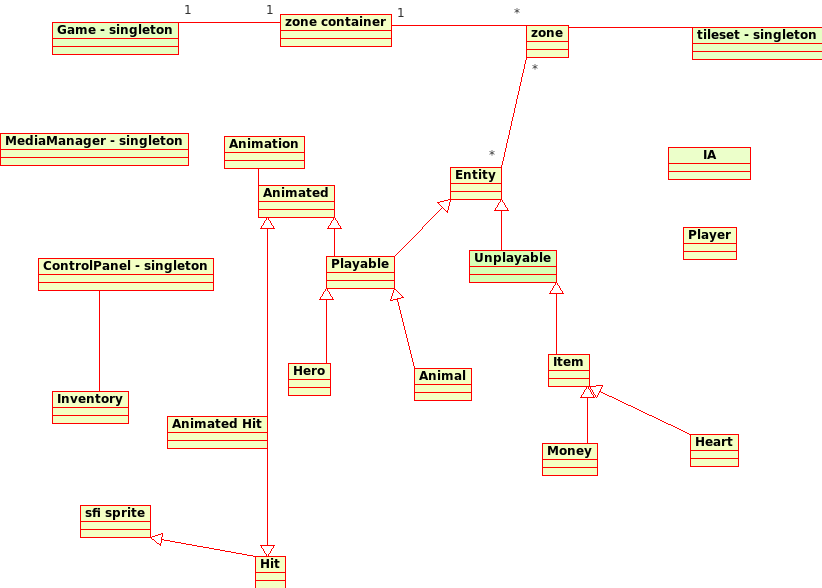 1
1
1
*
Game - singleton
zone container
zone
tileset - singleton
*
MediaManager - singleton
Animation
*
IA
Entity
Animated
Player
ControlPanel - singleton
Playable
Unplayable
Item
Hero
Animal
Inventory
Animated Hit
Money
Heart
sfi sprite
Hit